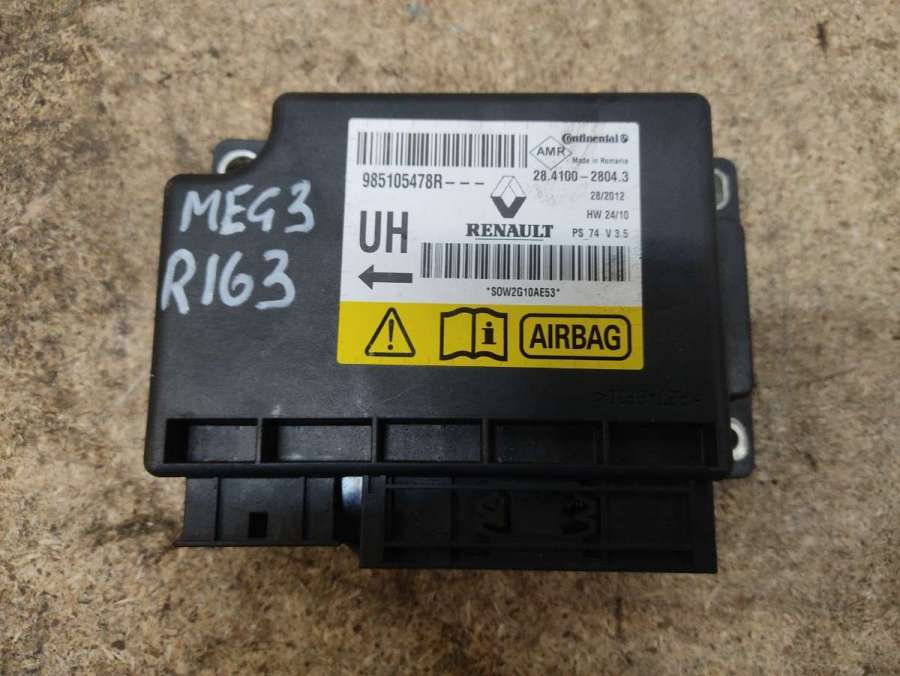 MEG3
R163
Continental
AMR
Made in Romania
985105478R---
28.4100-2804.3
28/2012
HW 24/10
UH
RENAULT
PS 74 V 3.5
*SOW2G10AE53*
i
AIRBAG